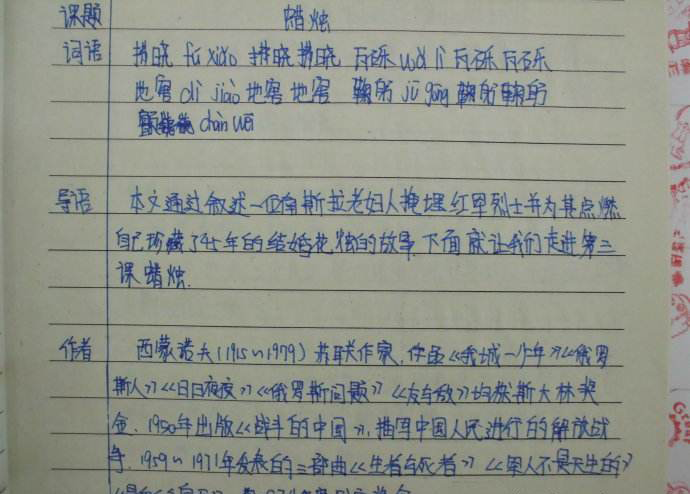 课题 蜡烛
词语 拂晓 fú xiǎo 拂晓 拂晓 瓦砾 wǎ lì 瓦砾 瓦砾
地窖 dì jiào 地窖 地窖 鞠躬 jū gōng 鞠躬 鞠躬
chàn wēi
导语 本文通过叙述一位南斯拉老妇人掩埋红军烈士并为其点燃
自己珍藏了45年的结婚花烛的故事,下面就让我们走进第三
课蜡烛.
作者 西蒙诺夫(1915~1979)苏联作家,作品《我城一少年》《俄罗
斯人》《日日夜夜》《俄罗斯问题》《友与敌》均获斯大林奖
金.1950年出版《战斗的中国》,描写中国人民进行的解放战
争.1959~1971年发表的三部曲《生者与死者》《军人不是天生的》